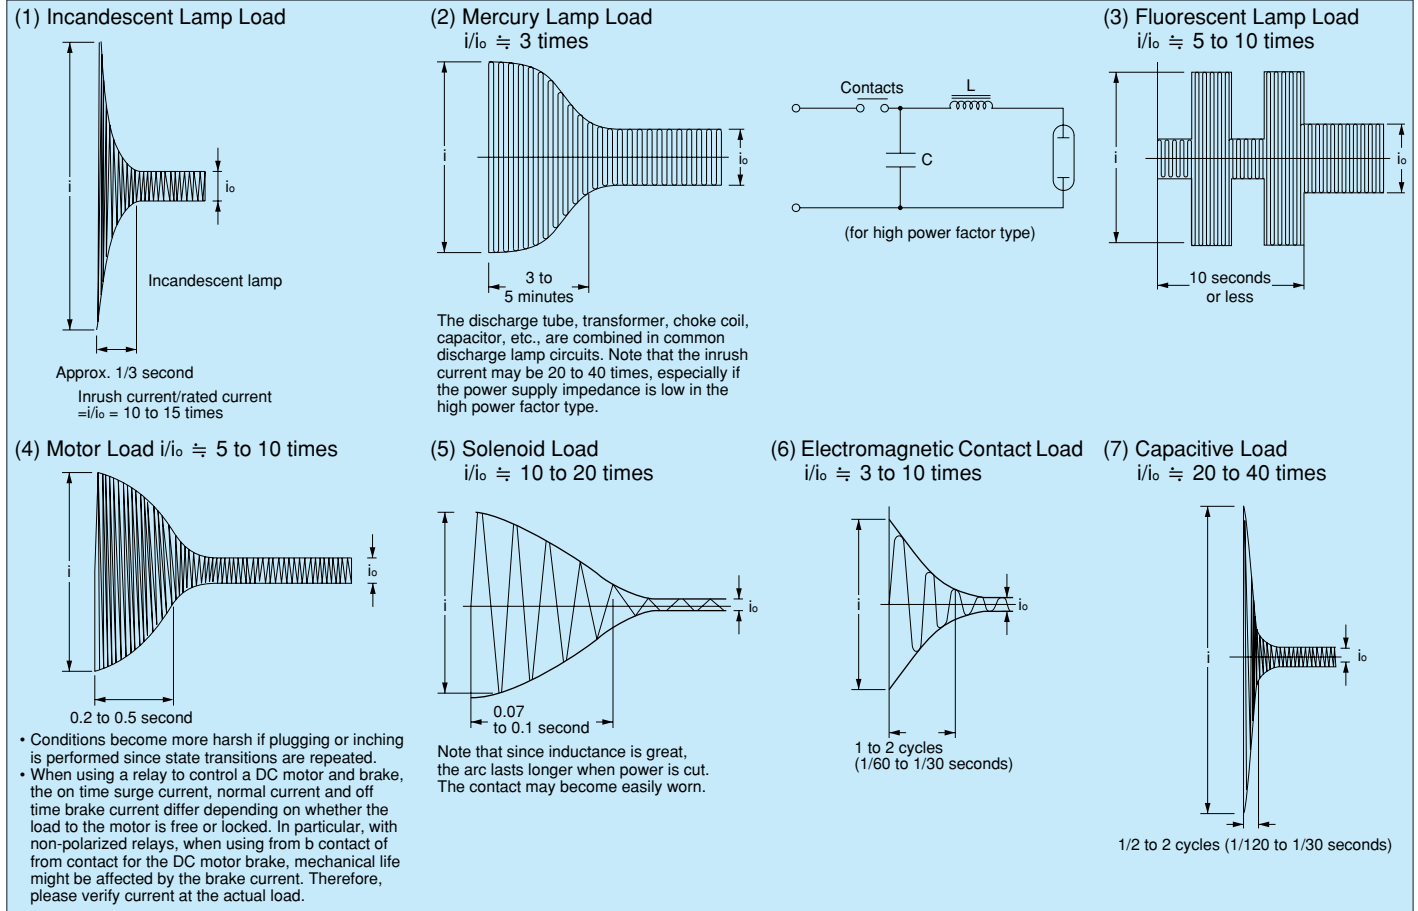 (1) Incandescent Lamp Load
i
io
Incandescent lamp
Approx. 1/3 second
Inrush current/rated current
=i/io = 10 to 15 times
(2) Mercury Lamp Load
i/io ≒ 3 times
i
io
3 to
5 minutes
Contacts
L
C
(for high power factor type)
The discharge tube, transformer, choke coil,
capacitor, etc., are combined in common
discharge lamp circuits. Note that the inrush
current may be 20 to 40 times, especially if
the power supply impedance is low in the
high power factor type.
(3) Fluorescent Lamp Load
i/io ≒ 5 to 10 times
i
io
10 seconds
or less
(4) Motor Load i/io ≒ 5 to 10 times
i
io
0.2 to 0.5 second
• Conditions become more harsh if plugging or inching
is performed since state transitions are repeated.
• When using a relay to control a DC motor and brake,
the on time surge current, normal current and off
time brake current differ depending on whether the
load to the motor is free or locked. In particular, with
non-polarized relays, when using from b contact of
from contact for the DC motor brake, mechanical life
might be affected by the brake current. Therefore,
please verify current at the actual load.
(5) Solenoid Load
i/io ≒ 10 to 20 times
i
io
0.07
to 0.1 second
Note that since inductance is great,
the arc lasts longer when power is cut.
The contact may become easily worn.
(6) Electromagnetic Contact Load
i/io ≒ 3 to 10 times
i
io
1 to 2 cycles
(1/60 to 1/30 seconds)
(7) Capacitive Load
i/io ≒ 20 to 40 times
i
io
1/2 to 2 cycles (1/120 to 1/30 seconds)